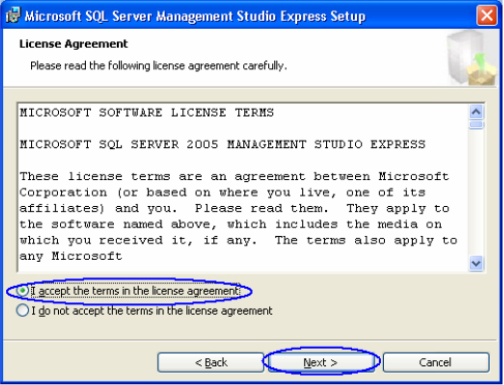 Microsoft SQL Server Management Studio Express Setup
License Agreement
Please read the following license agreement carefully.
MICROSOFT SOFTWARE LICENSE TERMS
MICROSOFT SQL SERVER 2005 MANAGEMENT STUDIO EXPRESS
These license terms are an agreement between Microsoft
Corporation (or based on where you live, one of its
affiliates) and you.  Please read them.  They apply to
the software named above, which includes the media on
which you received it, if any.  The terms also apply to
any Microsoft
I accept the terms in the license agreement
I do not accept the terms in the license agreement
< Back
Next >
Cancel